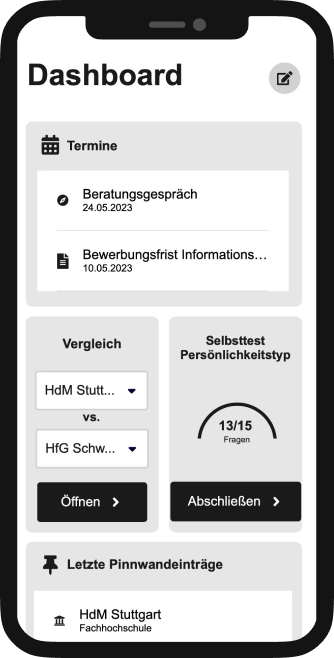 Dashboard
Termine
Beratungsgespräch
24.05.2023
Bewerbungsfrist Informations…
10.05.2023
Vergleich
HdM Stutt...
vs.
HfG Schw...
Öffnen
Selbsttest
Persönlichkeitstyp
13/15
Fragen
Abschließen
Letzte Pinnwandeinträge
HdM Stuttgart
Fachhochschule